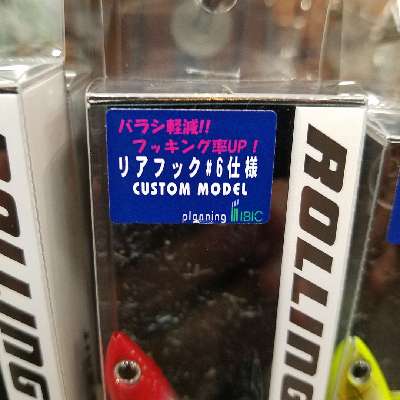 バラシ軽減!!
フッキング率UP!
リアフック#6仕様
CUSTOM MODEL
planning IBIC
ROLLING
ROLLING